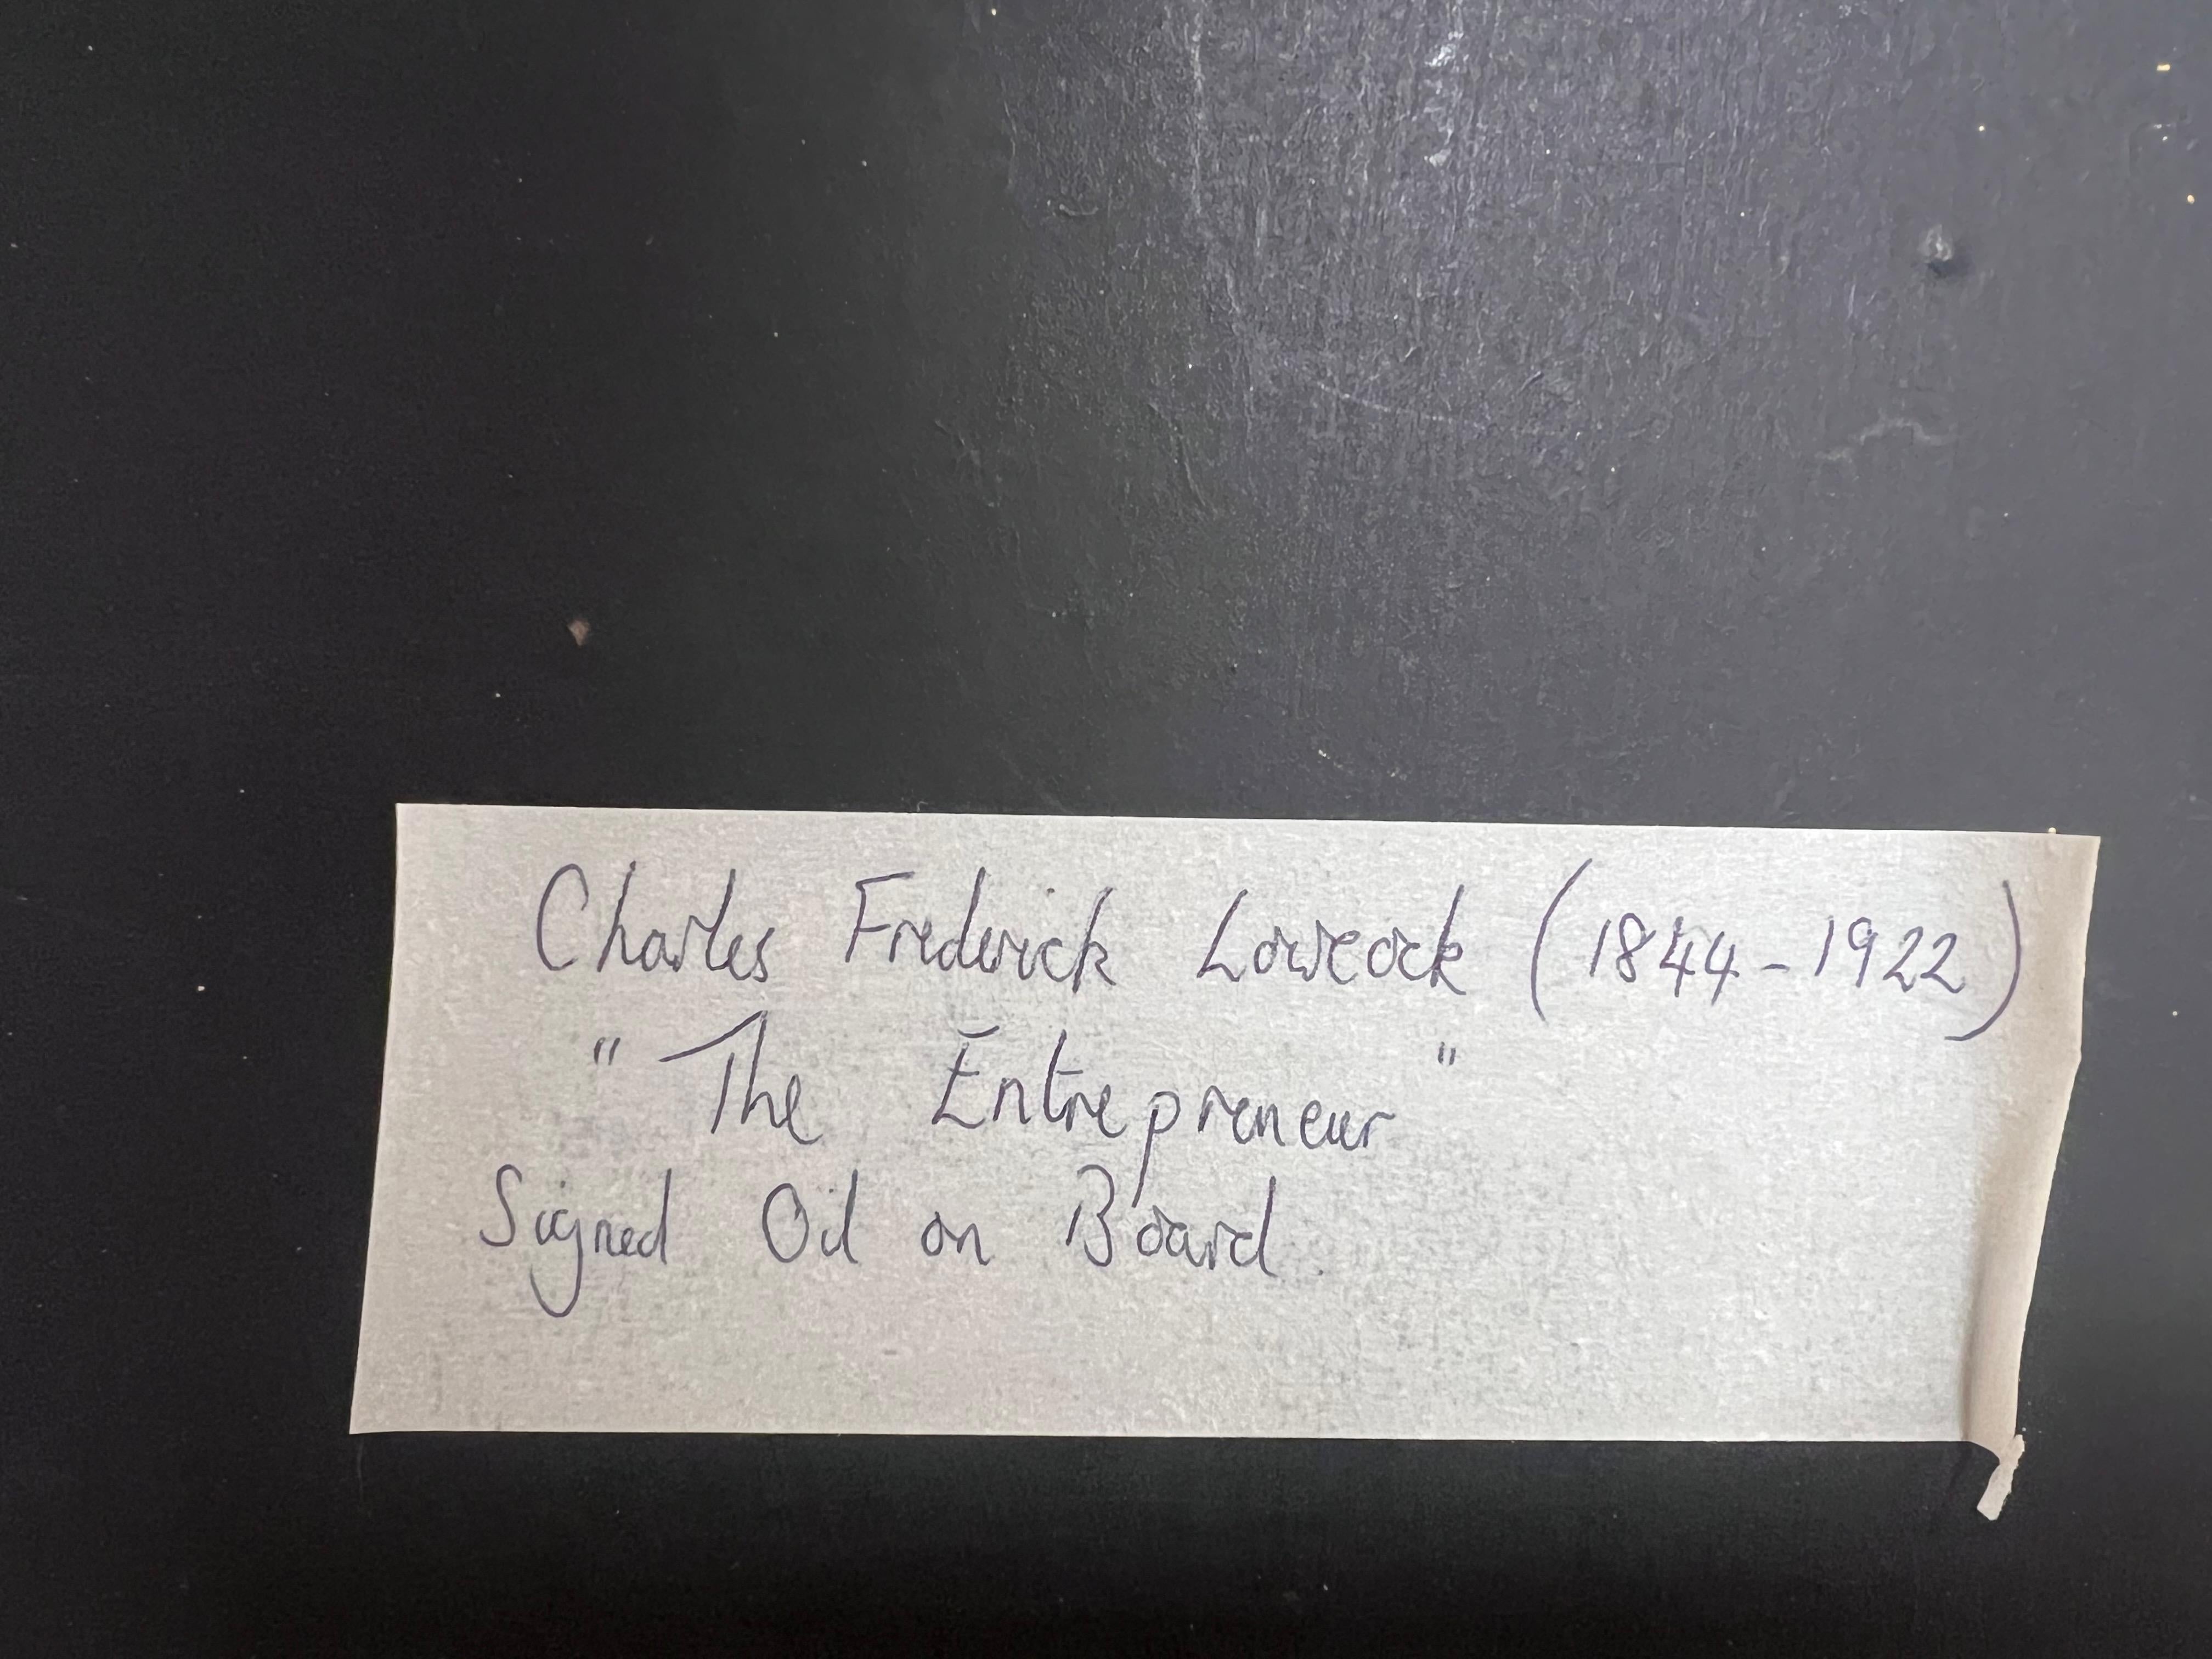 Charles Frederick Lowcock (1844-1922)
"The Entrepreneur"
Signed Oil on Board.